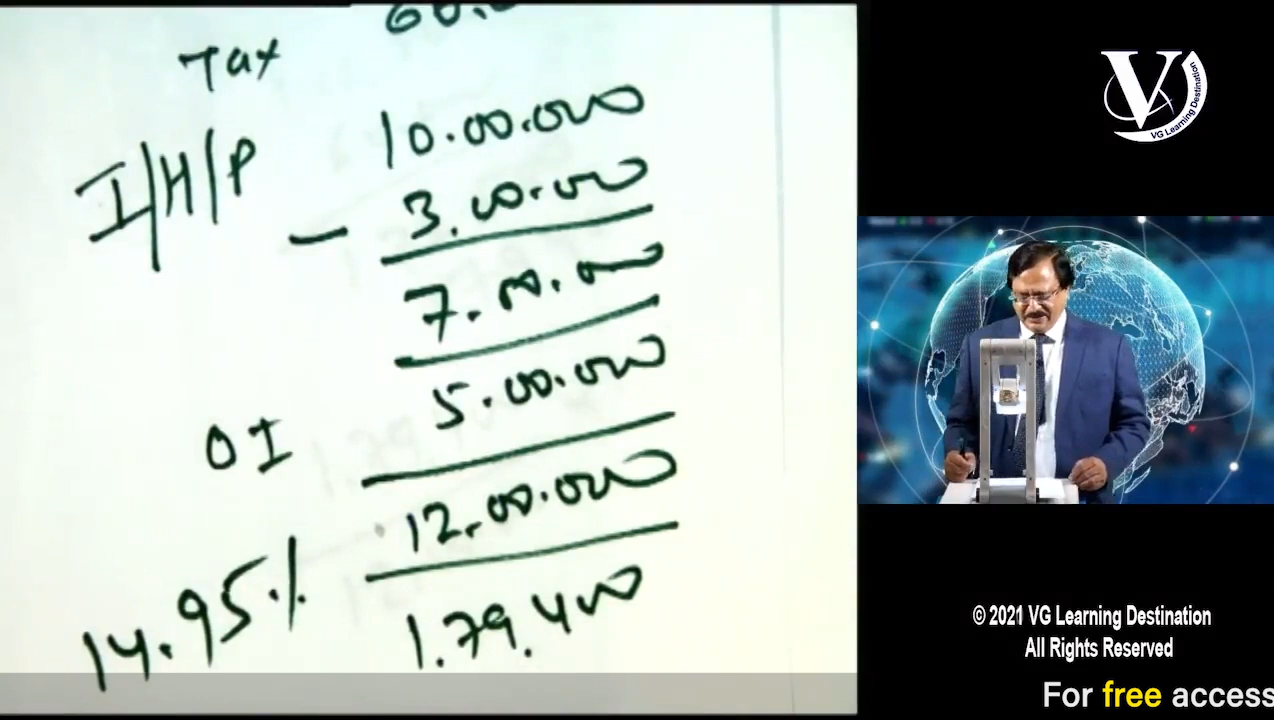 Tax
I/H/P 10.00.000
- 3.00.000
7.00.000
OI 5.00.000
12.00.000
14.95% 1.79.400
V
VG Learning Destination
© 2021 VG Learning Destination
All Rights Reserved
For free access